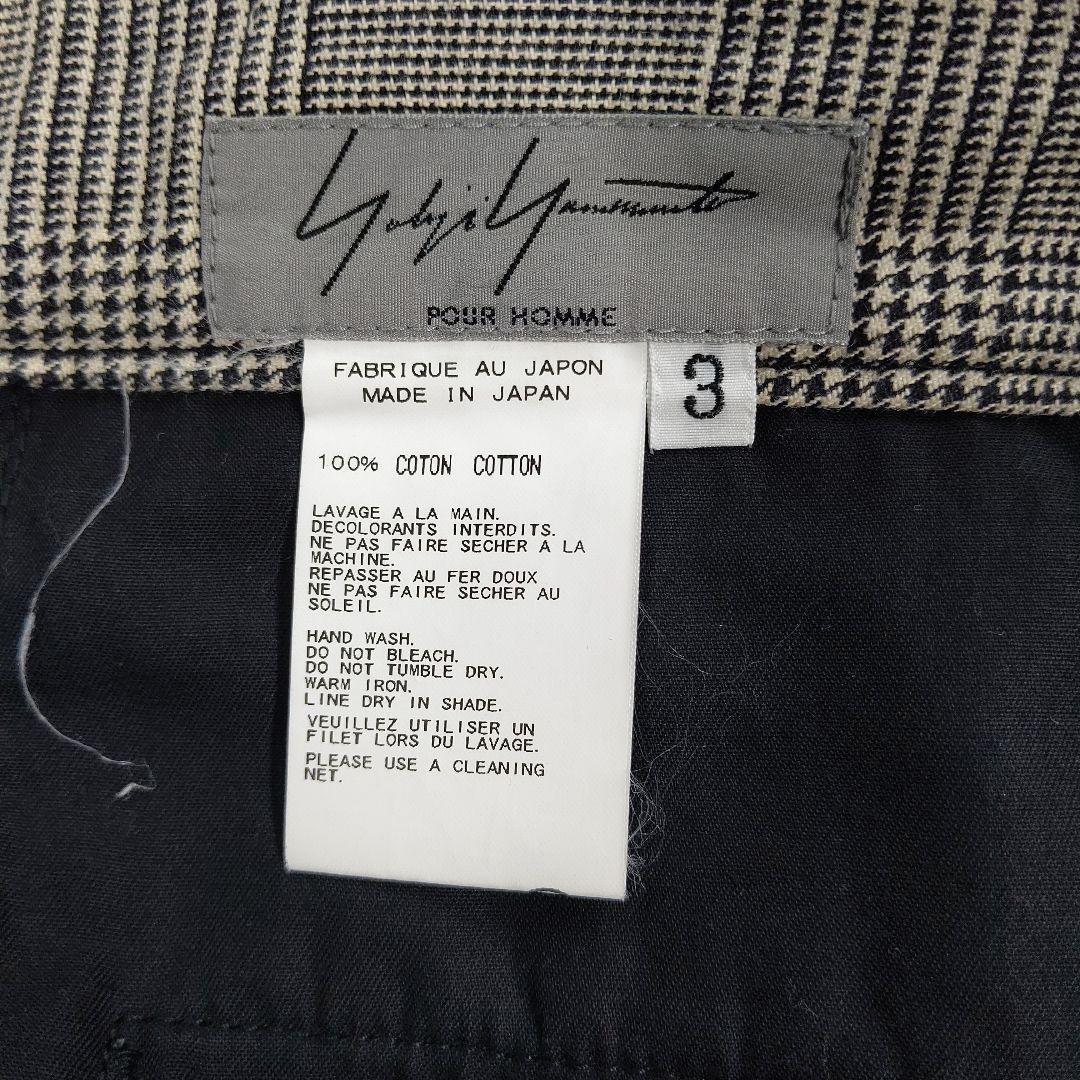 Yohji Yamamoto
POUR HOMME
FABRIQUE AU JAPON
MADE IN JAPAN
3
100% COTON COTTON
LAVAGE A LA MAIN.
DECOLORANTS INTERDITS.
NE PAS FAIRE SECHER A LA
MACHINE.
REPASSER AU FER DOUX
NE PAS FAIRE SECHER AU
SOLEIL.
HAND WASH.
DO NOT BLEACH.
DO NOT TUMBLE DRY.
WARM IRON.
LINE DRY IN SHADE.
VEUILLEZ UTILISER UN
FILET LORS DU LAVAGE.
PLEASE USE A CLEANING
NET.